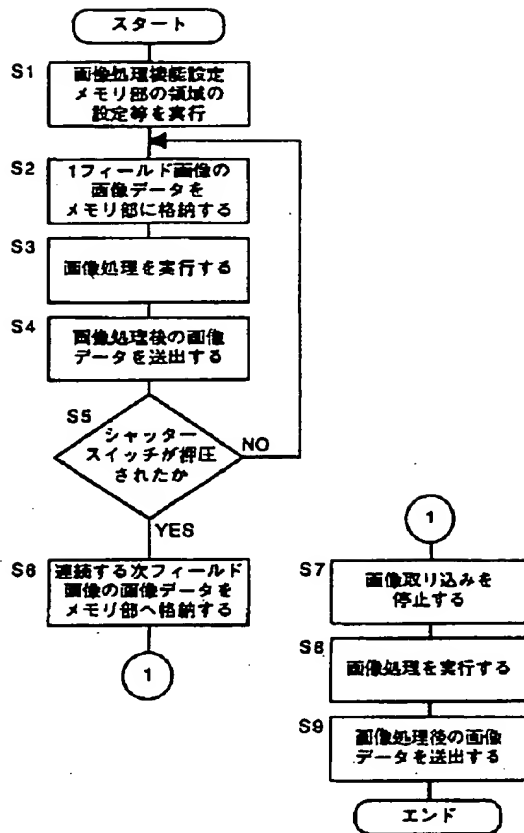 スタート
S1
画像処理機能設定
メモリ部の領域の
設定等を実行
S2
1フィールド画像の
画像データを
メモリ部に格納する
S3
画像処理を実行する
S4
画像処理後の画像
データを送出する
S5
シャッター
スイッチが押圧
されたか
NO
YES
S6
連続する次フィールド
画像の画像データを
メモリ部へ格納する
1
1
S7
画像取り込みを
停止する
S8
画像処理を実行する
S9
画像処理後の画像
データを送出する
エンド